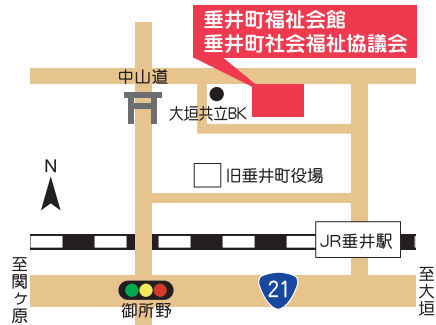 垂井町福祉会館
垂井町社会福祉協議会
中山道
大垣共立BK
N
旧垂井町役場
JR垂井駅
至関ヶ原
至大垣
21
御所野